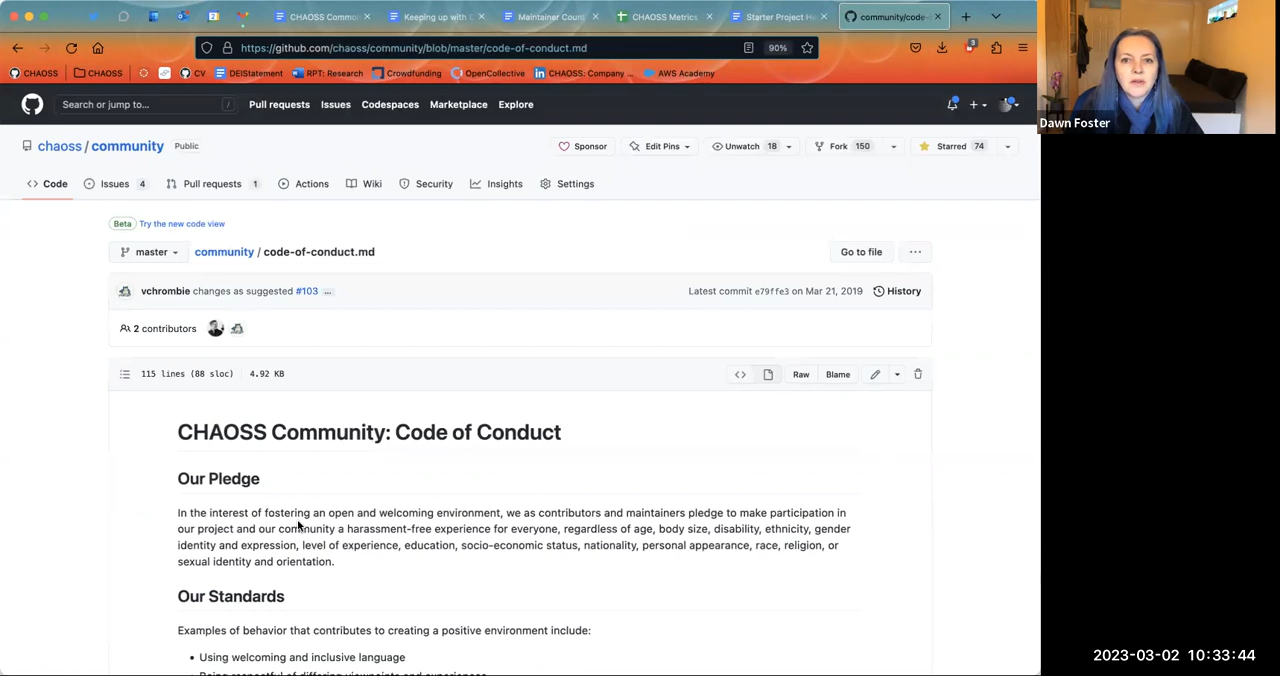 CHAOSS Commo
Keeping up with C
Maintainer Coun
CHAOSS Metrics
Starter Project He
community/code-
https://github.com/chaoss/community/blob/master/code-of-conduct.md
90%
3
CHAOSS
CHAOSS
CV
DEIStatement
RPT: Research
Crowdfunding
OpenCollective
CHAOSS: Company ...
AWS Academy
Dawn Foster
Search or jump to...
/
Pull requests
Issues
Codespaces
Marketplace
Explore
chaoss / community
Public
Sponsor
Edit Pins
Unwatch 18
Fork 150
Starred 74
Code
Issues 4
Pull requests 1
Actions
Wiki
Security
Insights
Settings
Beta Try the new code view
master
community / code-of-conduct.md
Go to file
...
vchrombie changes as suggested #103 ...
Latest commit e79ffe3 on Mar 21, 2019
History
2 contributors
115 lines (88 sloc) 4.92 KB
Raw
Blame
CHAOSS Community: Code of Conduct
Our Pledge
In the interest of fostering an open and welcoming environment, we as contributors and maintainers pledge to make participation in
our project and our community a harassment-free experience for everyone, regardless of age, body size, disability, ethnicity, gender
identity and expression, level of experience, education, socio-economic status, nationality, personal appearance, race, religion, or
sexual identity and orientation.
Our Standards
Examples of behavior that contributes to creating a positive environment include:
Using welcoming and inclusive language
Being respectful of differing viewpoints and experiences
2023-03-02 10:33:44